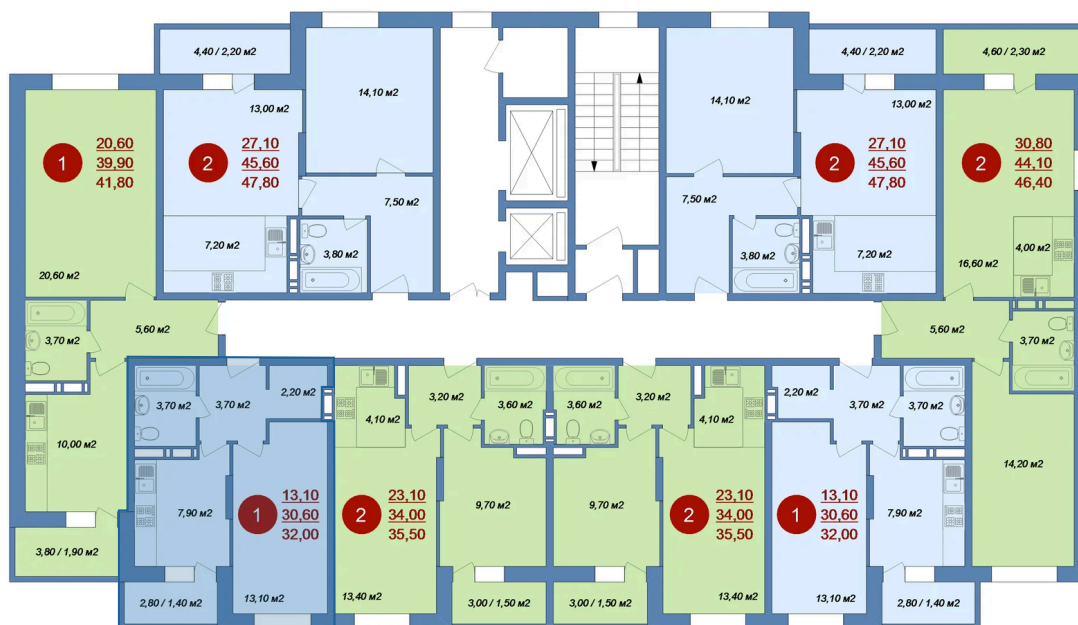 4,40 / 2,20 м2
14,10 м2
13,00 м2
1
20,60
39,90
41,80
2
27,10
45,60
47,80
7,50 м2
7,20 м2
3,80 м2
20,60 м2
14,10 м2
4,40 / 2,20 м2
4,60 / 2,30 м2
13,00 м2
2
27,10
45,60
47,80
2
30,80
44,10
46,40
7,50 м2
3,80 м2
7,20 м2
4,00 м2
16,60 м2
3,70 м2
5,60 м2
5,60 м2
3,70 м2
10,00 м2
3,70 м2
3,70 м2
2,20 м2
4,10 м2
3,20 м2
3,60 м2
3,60 м2
3,20 м2
4,10 м2
2,20 м2
3,70 м2
3,70 м2
14,20 м2
7,90 м2
1
13,10
30,60
32,00
2
23,10
34,00
35,50
9,70 м2
9,70 м2
2
23,10
34,00
35,50
1
13,10
30,60
32,00
7,90 м2
3,80 / 1,90 м2
2,80 / 1,40 м2
13,10 м2
13,40 м2
3,00 / 1,50 м2
3,00 / 1,50 м2
13,40 м2
13,10 м2
2,80 / 1,40 м2